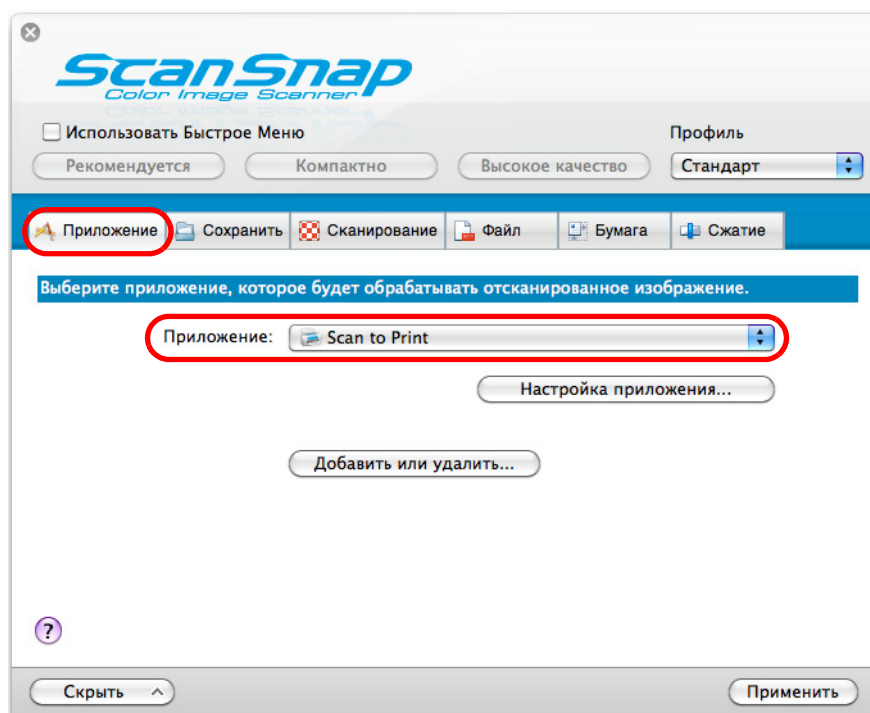 ScanSnap
Color Image Scanner
Использовать Быстрое Меню
Профиль
Рекомендуется Компактно Высокое качество Стандарт
Приложение Сохранить Сканирование Файл Бумага Сжатие
Выберите приложение, которое будет обрабатывать отсканированное изображение.
Приложение: Scan to Print
Настройка приложения...
Добавить или удалить...
?
Скрыть Применить